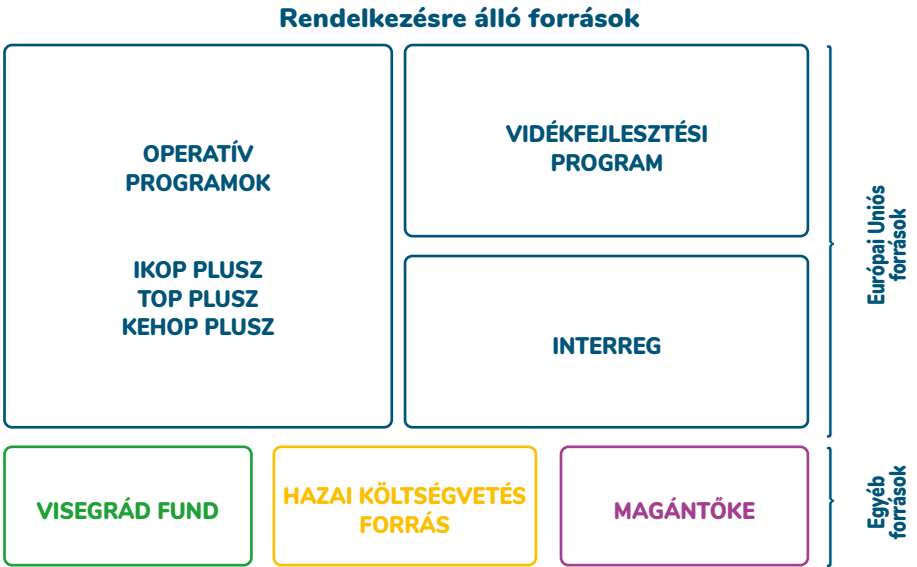 Rendelkezésre álló források
OPERATÍV
PROGRAMOK
IKOP PLUSZ
TOP PLUSZ
KEHOP PLUSZ
VIDÉKFEJLESZTÉSI
PROGRAM
INTERREG
Európai Uniós
források
VISEGRÁD FUND
HAZAI KÖLTSÉGVETÉS
FORRÁS
MAGÁNTŐKE
Egyéb
források